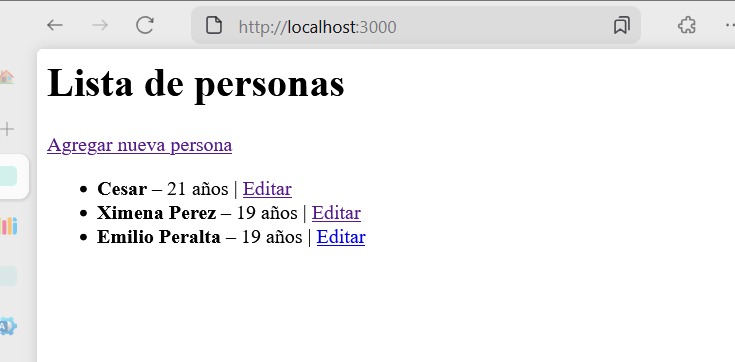 http://localhost:3000
Lista de personas
Agregar nueva persona
Cesar – 21 años | Editar
Ximena Perez – 19 años | Editar
Emilio Peralta – 19 años | Editar